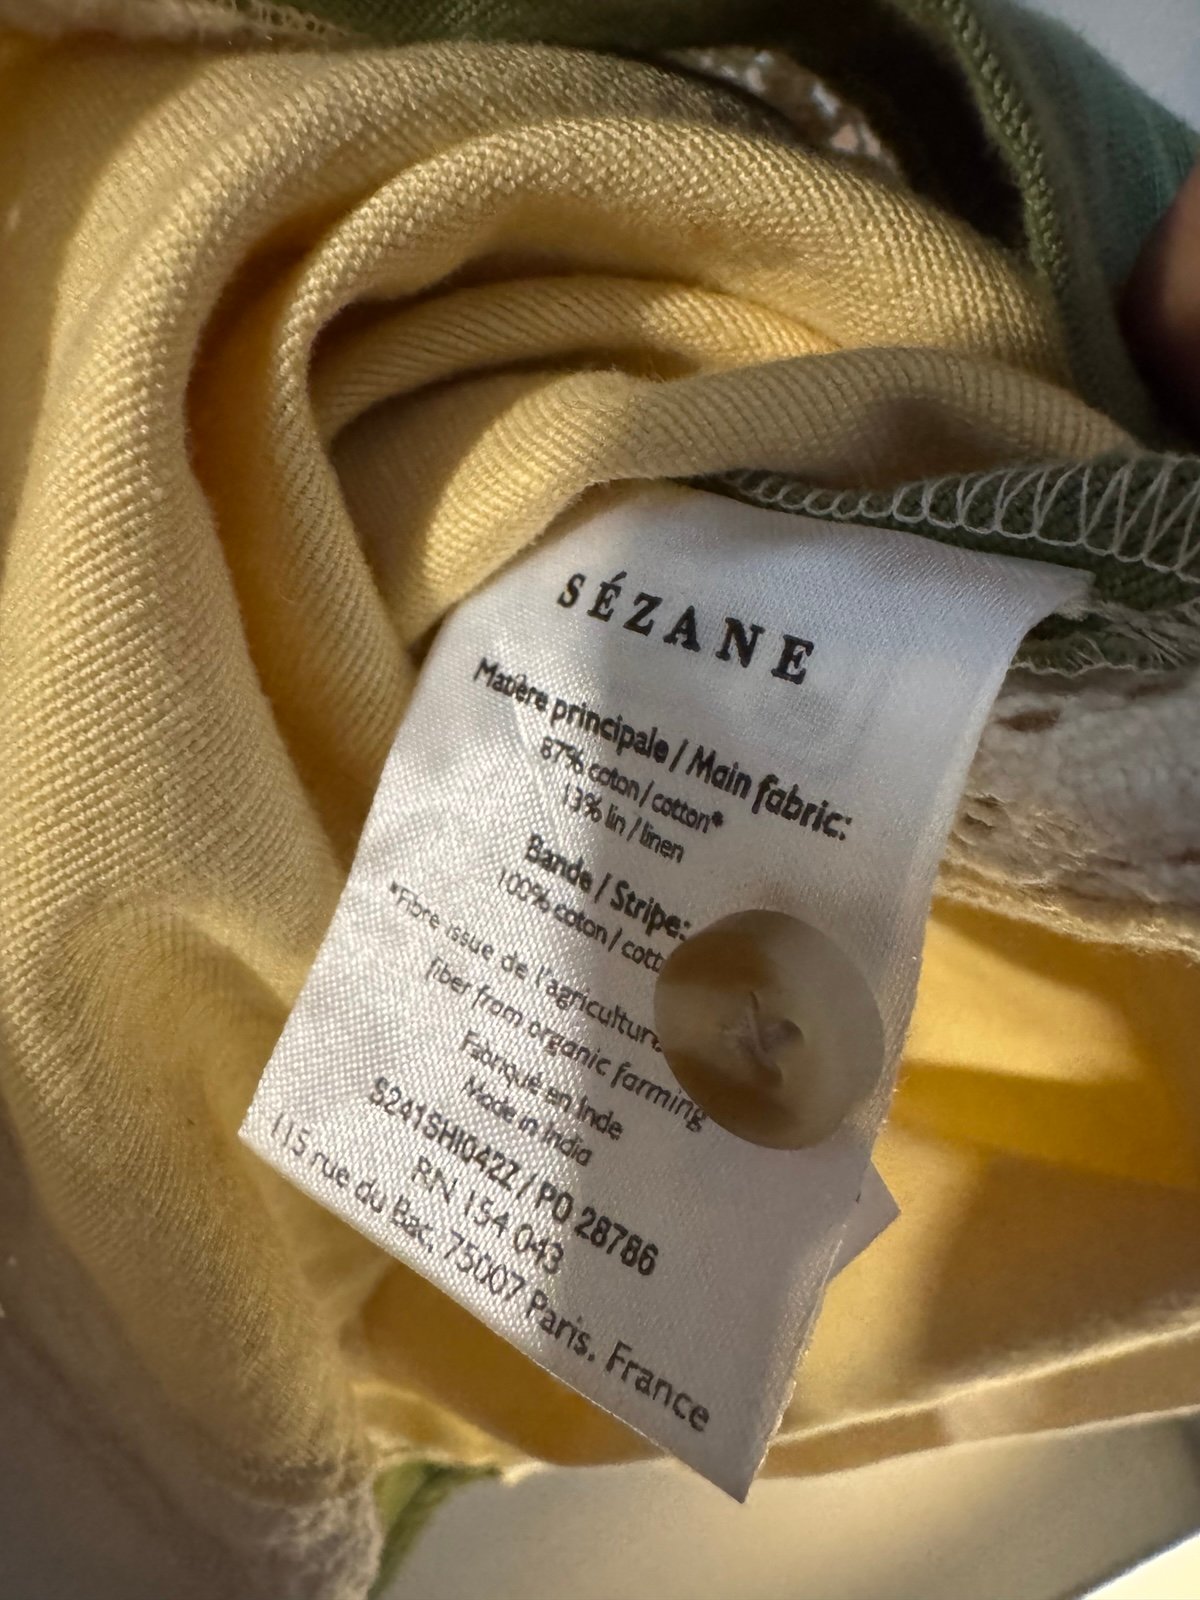 SÉZANE
Matière principale / Main fabric:
87% coton / cotton*
13% lin / linen
Bande / Stripe:
100% coton / cott
*Fibre issue de l'agricultur
fiber from organic farming
Fabriqué en Inde
Made in India
S241SHI042Z / PO 28786
RN 154 043
115 rue du Bac, 75007 Paris. France